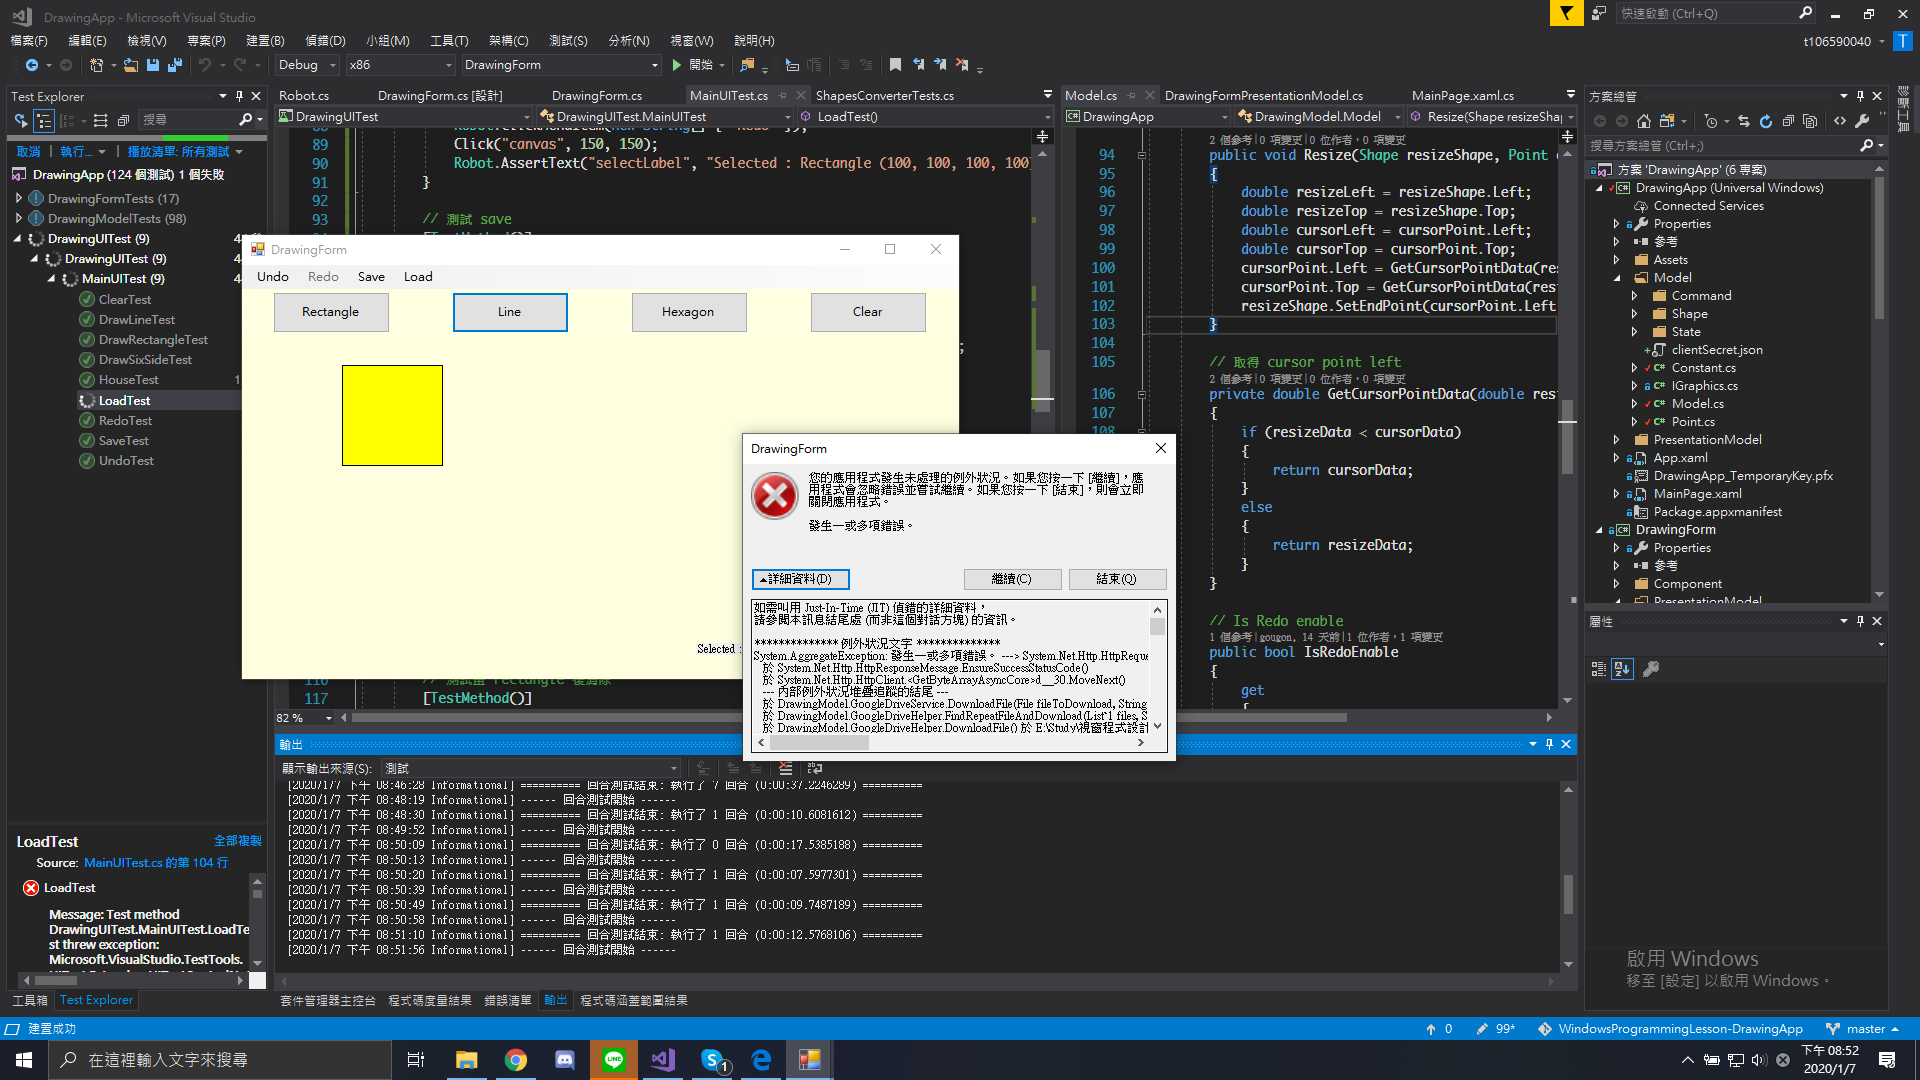 DrawingApp - Microsoft Visual Studio
快速啟動 (Ctrl+Q)
檔案(F) 編輯(E) 檢視(V) 專案(P) 建置(B) 偵錯(D) 小組(M) 工具(T) 架構(C) 測試(S) 分析(N) 視窗(W) 說明(H)
t106590040
T
Debug x86 DrawingForm 開始
Test Explorer
搜尋
取消 執行... 播放清單: 所有測試
DrawingApp (124 個測試) 1 個失敗
DrawingFormTests (17)
DrawingModelTests (98)
DrawingUITest (9)
DrawingUITest (9)
MainUITest (9)
ClearTest
DrawLineTest
DrawRectangleTest
DrawSixSideTest
HouseTest 1
LoadTest
RedoTest
SaveTest
UndoTest
LoadTest 全部複製
Source: MainUITest.cs 的第 104 行
LoadTest
Message: Test method
DrawingUITest.MainUITest.LoadTe
st threw exception:
Microsoft.VisualStudio.TestTools.
工具箱 Test Explorer
Robot.cs DrawingForm.cs [設計] DrawingForm.cs MainUITest.cs ShapesConverterTests.cs
DrawingUITest DrawingUITest.MainUITest LoadTest()
89 Click("canvas", 150, 150);
90 Robot.AssertText("selectLabel", "Selected : Rectangle (100, 100, 100, 100)
91 }
92
93 // 測試 save
117 [TestMethod()]
82 %
DrawingForm
Undo Redo Save Load
Rectangle Line Hexagon Clear
Selected :
DrawingForm
您的應用程式發生未處理的例外狀況。如果您按一下 [繼續]，應
用程式會忽略錯誤並嘗試繼續。如果您按一下 [結束]，則會立即
關閉應用程式。
發生一或多項錯誤。
詳細資料(D) 繼續(C) 結束(Q)
如需叫用 Just-In-Time (JIT) 偵錯的詳細資料，
請參閱本訊息結尾處 (而非這個對話方塊) 的資訊。
************** 例外狀況文字 **************
System.AggregateException: 發生一或多項錯誤。 ---> System.Net.Http.HttpReque
於 System.Net.Http.HttpResponseMessage.EnsureSuccessStatusCode()
於 System.Net.Http.HttpClient.<GetByteArrayAsyncCore>d__30.MoveNext()
--- 內部例外狀況堆疊追蹤的結尾 ---
於 DrawingModel.GoogleDriveService.DownloadFile(File fileToDownload, String
於 DrawingModel.GoogleDriveHelper.FindRepeatFileAndDownload(List`1 files, S
於 DrawingModel.GoogleDriveHelper.DownloadFile() 於 E:\Study\視窗程式設計
Model.cs DrawingFormPresentationModel.cs MainPage.xaml.cs
DrawingApp DrawingModel.Model Resize(Shape resizeShap
2 個參考|0 項變更|0 位作者，0 項變更
94 public void Resize(Shape resizeShape, Point
95 {
96 double resizeLeft = resizeShape.Left;
97 double resizeTop = resizeShape.Top;
98 double cursorLeft = cursorPoint.Left;
99 double cursorTop = cursorPoint.Top;
100 cursorPoint.Left = GetCursorPointData(res
101 cursorPoint.Top = GetCursorPointData(rest
102 resizeShape.SetEndPoint(cursorPoint.Left
103 }
104
105 // 取得 cursor point left
2 個參考|0 項變更|0 位作者，0 項變更
106 private double GetCursorPointData(double res
107 {
108 if (resizeData < cursorData)
{
return cursorData;
}
else
{
return resizeData;
}
}
// Is Redo enable
1 個參考|gougon, 14 天前|1 位作者，1 項變更
public bool IsRedoEnable
{
get
{
輸出
顯示輸出來源(S): 測試
[2020/1/7 下午 08:46:28 Informational] ========== 回合測試結束: 執行了 7 回合 (0:00:37.2246289) ==========
[2020/1/7 下午 08:48:19 Informational] ------ 回合測試開始 ------
[2020/1/7 下午 08:48:30 Informational] ========== 回合測試結束: 執行了 1 回合 (0:00:10.6081612) ==========
[2020/1/7 下午 08:49:52 Informational] ------ 回合測試開始 ------
[2020/1/7 下午 08:50:09 Informational] ========== 回合測試結束: 執行了 0 回合 (0:00:17.5385188) ==========
[2020/1/7 下午 08:50:13 Informational] ------ 回合測試開始 ------
[2020/1/7 下午 08:50:20 Informational] ========== 回合測試結束: 執行了 1 回合 (0:00:07.5977301) ==========
[2020/1/7 下午 08:50:39 Informational] ------ 回合測試開始 ------
[2020/1/7 下午 08:50:49 Informational] ========== 回合測試結束: 執行了 1 回合 (0:00:09.7487189) ==========
[2020/1/7 下午 08:50:58 Informational] ------ 回合測試開始 ------
[2020/1/7 下午 08:51:10 Informational] ========== 回合測試結束: 執行了 1 回合 (0:00:12.5768106) ==========
[2020/1/7 下午 08:51:56 Informational] ------ 回合測試開始 ------
套件管理器主控台 程式碼度量結果 錯誤清單 輸出 程式碼涵蓋範圍結果
方案總管
搜尋方案總管 (Ctrl+;)
方案 'DrawingApp' (6 專案)
DrawingApp (Universal Windows)
Connected Services
Properties
參考
Assets
Model
Command
Shape
State
clientSecret.json
Constant.cs
IGraphics.cs
Model.cs
Point.cs
PresentationModel
App.xaml
DrawingApp_TemporaryKey.pfx
MainPage.xaml
Package.appxmanifest
DrawingForm
Properties
參考
Component
PresentationModel
屬性
診斷工具
啟用 Windows
移至 [設定] 以啟用 Windows。
建置成功 0 99* WindowsProgrammingLesson-DrawingApp master
在這裡輸入文字來搜尋
LINE
1
下午 08:52
2020/1/7